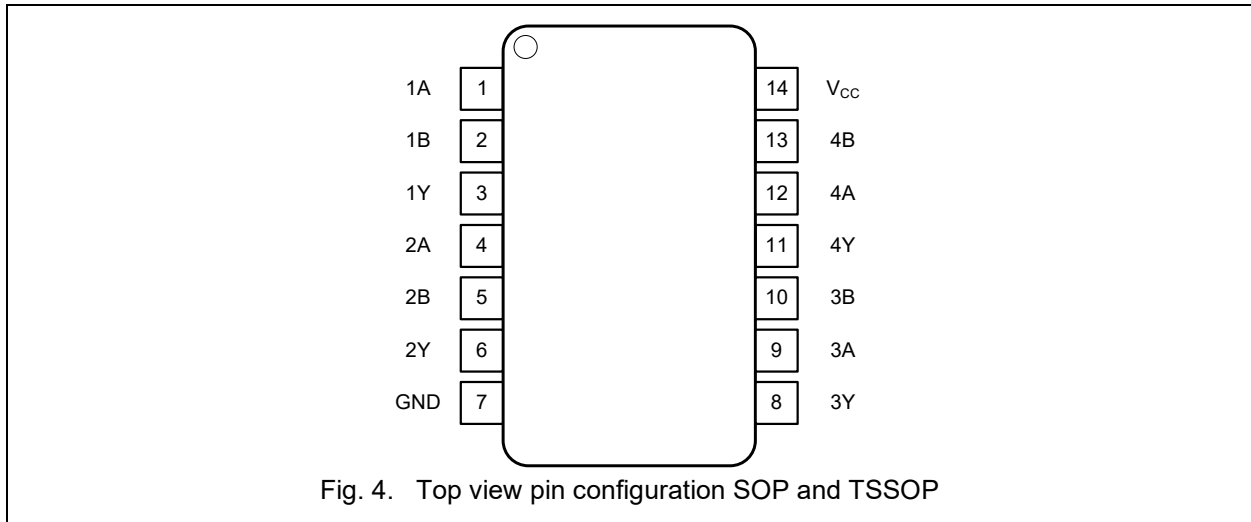 1A 1 14 VCC
1B 2 13 4B
1Y 3 12 4A
2A 4 11 4Y
2B 5 10 3B
2Y 6 9 3A
GND 7 8 3Y
Fig. 4. Top view pin configuration SOP and TSSOP